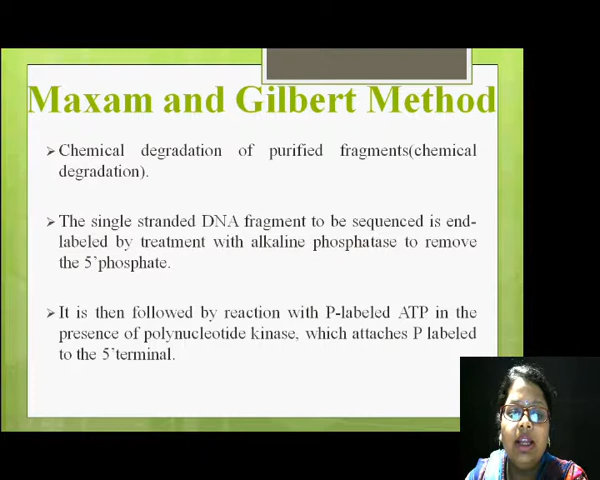 Maxam and Gilbert Method
➢ Chemical degradation of purified fragments(chemical
degradation).
➢ The single stranded DNA fragment to be sequenced is end-
labeled by treatment with alkaline phosphatase to remove
the 5`phosphate.
➢ It is then followed by reaction with P-labeled ATP in the
presence of polynucleotide kinase, which attaches P labeled
to the 5`terminal.